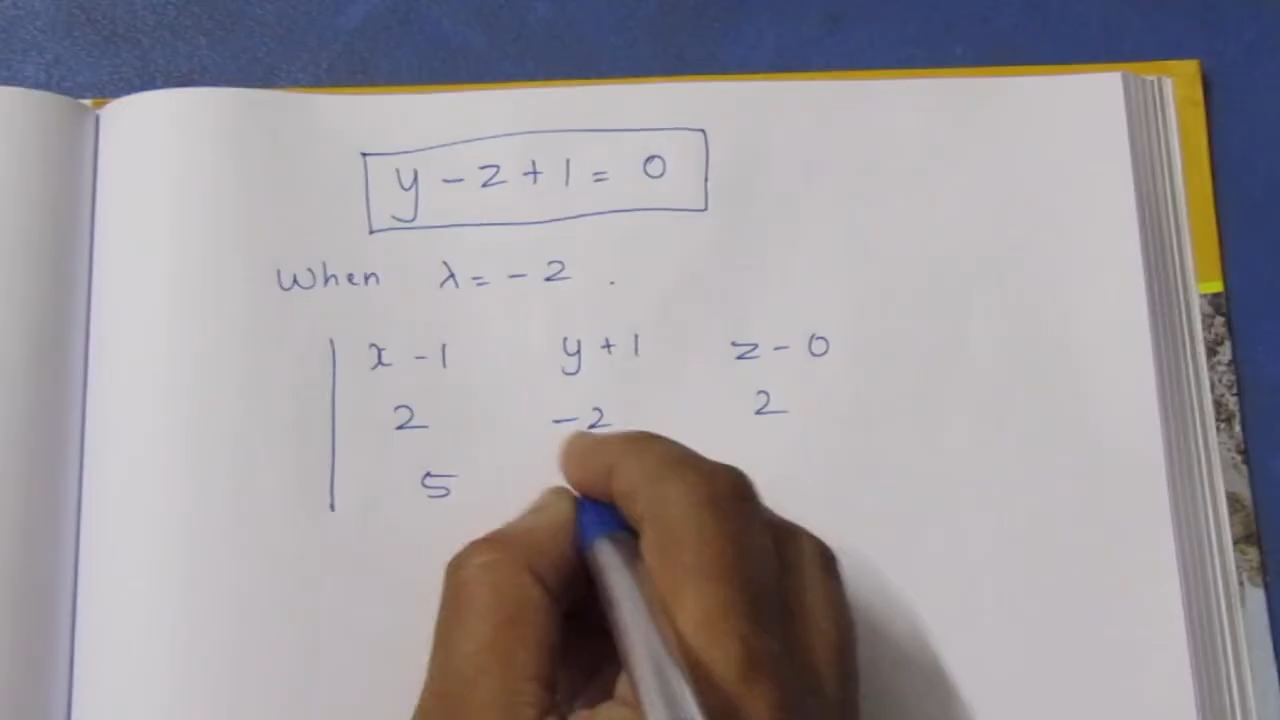 y - z + 1 = 0
When λ = - 2 .
| x - 1 y + 1 z - 0
2 -2 2
5